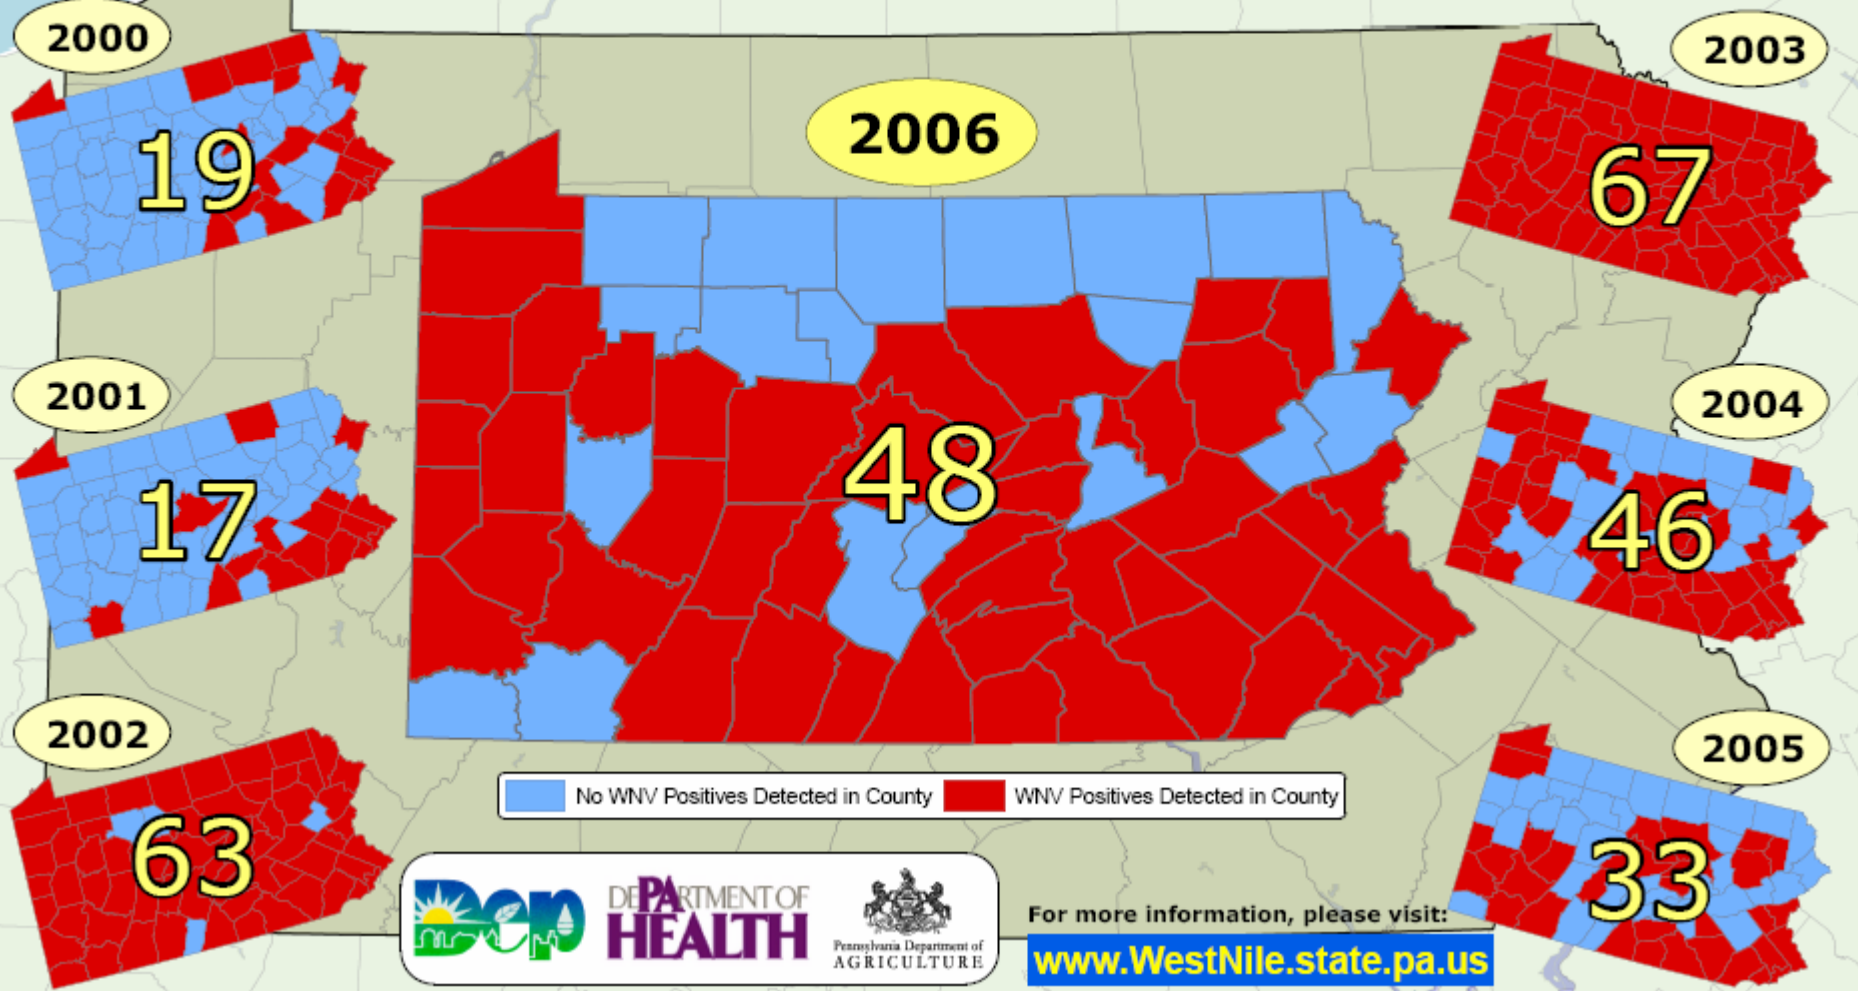 2000
19
2001
17
2002
63
2006
48
2003
67
2004
46
2005
33
No WNV Positives Detected in County
WNV Positives Detected in County
Dep
DEPARTMENT OF
HEALTH
Pennsylvania Department of
AGRICULTURE
For more information, please visit:
www.WestNile.state.pa.us